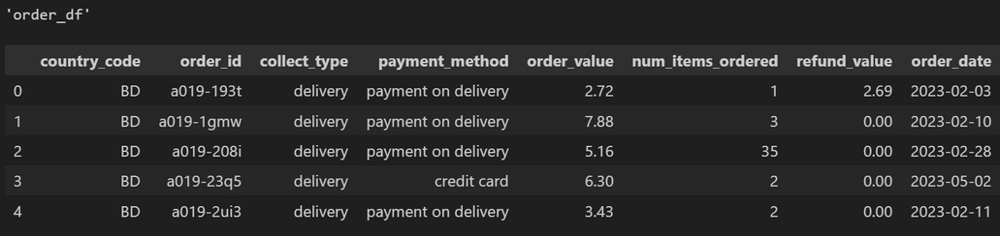 'order_df'
country_code order_id collect_type payment_method order_value num_items_ordered refund_value order_date
0 BD a019-193t delivery payment on delivery 2.72 1 2.69 2023-02-03
1 BD a019-1gmw delivery payment on delivery 7.88 3 0.00 2023-02-10
2 BD a019-208i delivery payment on delivery 5.16 35 0.00 2023-02-28
3 BD a019-23q5 delivery credit card 6.30 2 0.00 2023-05-02
4 BD a019-2ui3 delivery payment on delivery 3.43 2 0.00 2023-02-11